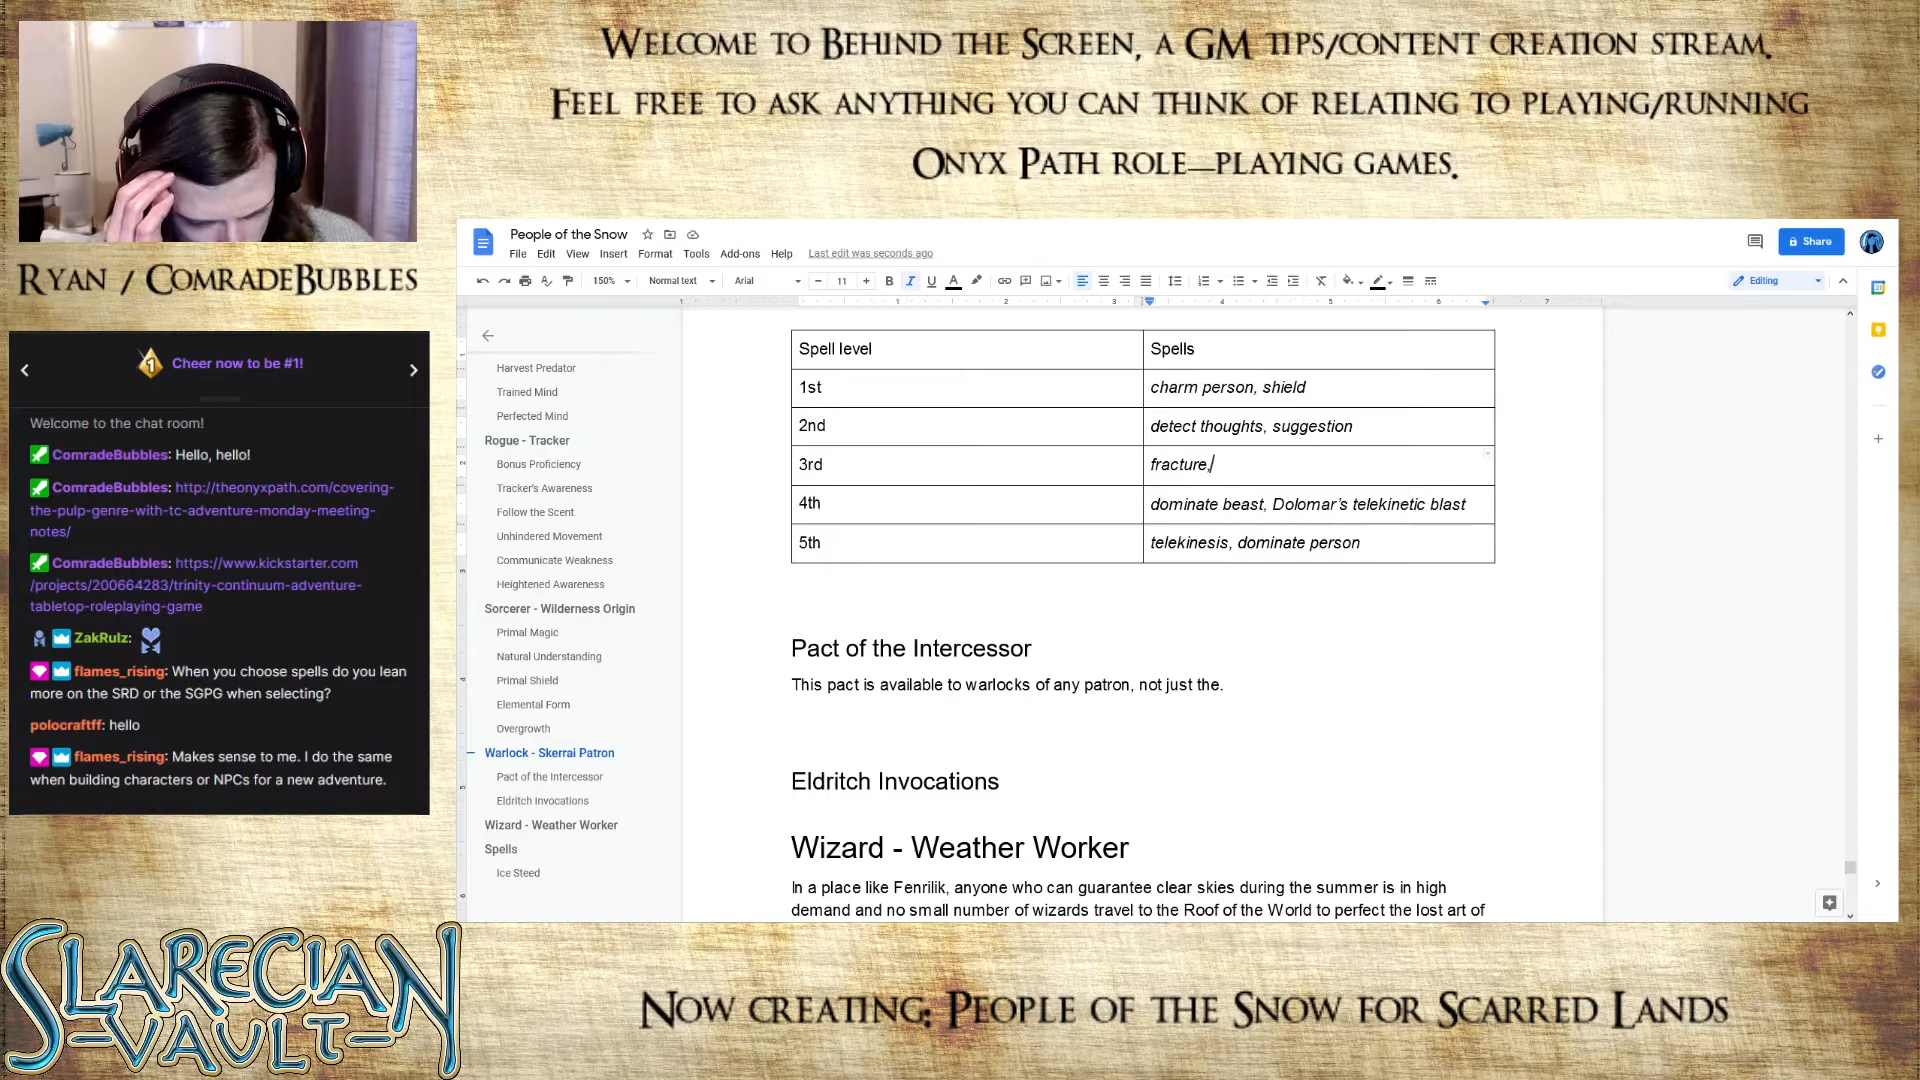 Welcome to Behind the Screen, a GM tips/content creation stream.
Feel free to ask anything you can think of relating to playing/running
Onyx Path role—playing games.
Ryan / ComradeBubbles
Cheer now to be #1!
Welcome to the chat room!
ComradeBubbles: Hello, hello!
ComradeBubbles: http://theonyxpath.com/covering-
the-pulp-genre-with-tc-adventure-monday-meeting-
notes/
ComradeBubbles: https://www.kickstarter.com
/projects/200664283/trinity-continuum-adventure-
tabletop-roleplaying-game
ZakRulz:
flames_rising: When you choose spells do you lean
more on the SRD or the SGPG when selecting?
polocraftff: hello
flames_rising: Makes sense to me. I do the same
when building characters or NPCs for a new adventure.
People of the Snow
File Edit View Insert Format Tools Add-ons Help Last edit was seconds ago
Share
150% Normal text Arial 11 B I U A Editing
1 1 2 3 4 5 6 7
Harvest Predator
Trained Mind
Perfected Mind
Rogue - Tracker
Bonus Proficiency
Tracker's Awareness
Follow the Scent
Unhindered Movement
Communicate Weakness
Heightened Awareness
Sorcerer - Wilderness Origin
Primal Magic
Natural Understanding
Primal Shield
Elemental Form
Overgrowth
Warlock - Skerrai Patron
Pact of the Intercessor
Eldritch Invocations
Wizard - Weather Worker
Spells
Ice Steed
Spell level Spells
1st charm person, shield
2nd detect thoughts, suggestion
3rd fracture,
4th dominate beast, Dolomar's telekinetic blast
5th telekinesis, dominate person
Pact of the Intercessor
This pact is available to warlocks of any patron, not just the.
Eldritch Invocations
Wizard - Weather Worker
In a place like Fenrilik, anyone who can guarantee clear skies during the summer is in high
demand and no small number of wizards travel to the Roof of the World to perfect the lost art of
Slarecian
Vault
Now creating: People of the Snow for Scarred Lands